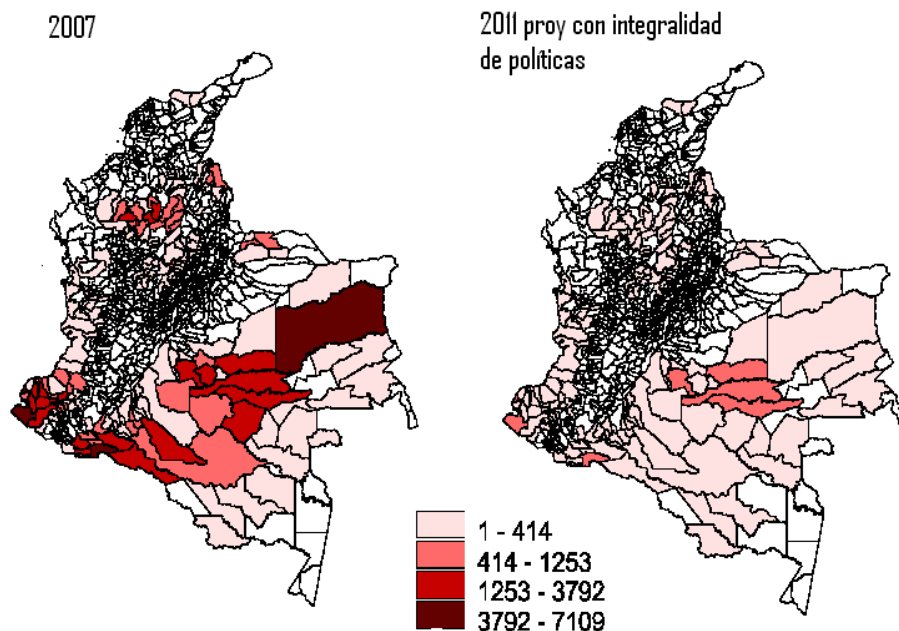 2007
2011 proy con integralidad
de políticas
1 - 414
414 - 1253
1253 - 3792
3792 - 7109